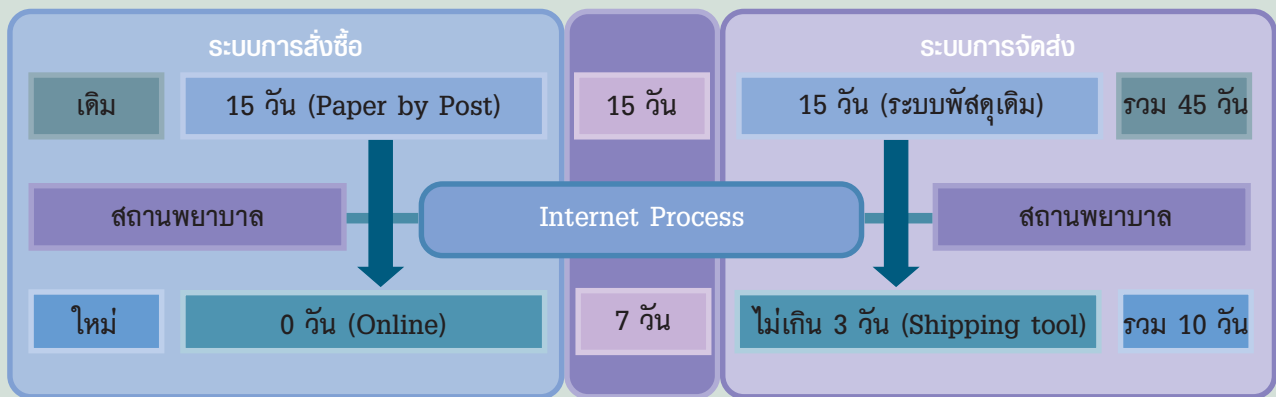 ระบบการสั่งซื้อ
ระบบการจัดส่ง
เดิม
15 วัน (Paper by Post)
15 วัน
15 วัน (ระบบพัสดุเดิม)
รวม 45 วัน
สถานพยาบาล
Internet Process
สถานพยาบาล
ใหม่
0 วัน (Online)
7 วัน
ไม่เกิน 3 วัน (Shipping tool)
รวม 10 วัน